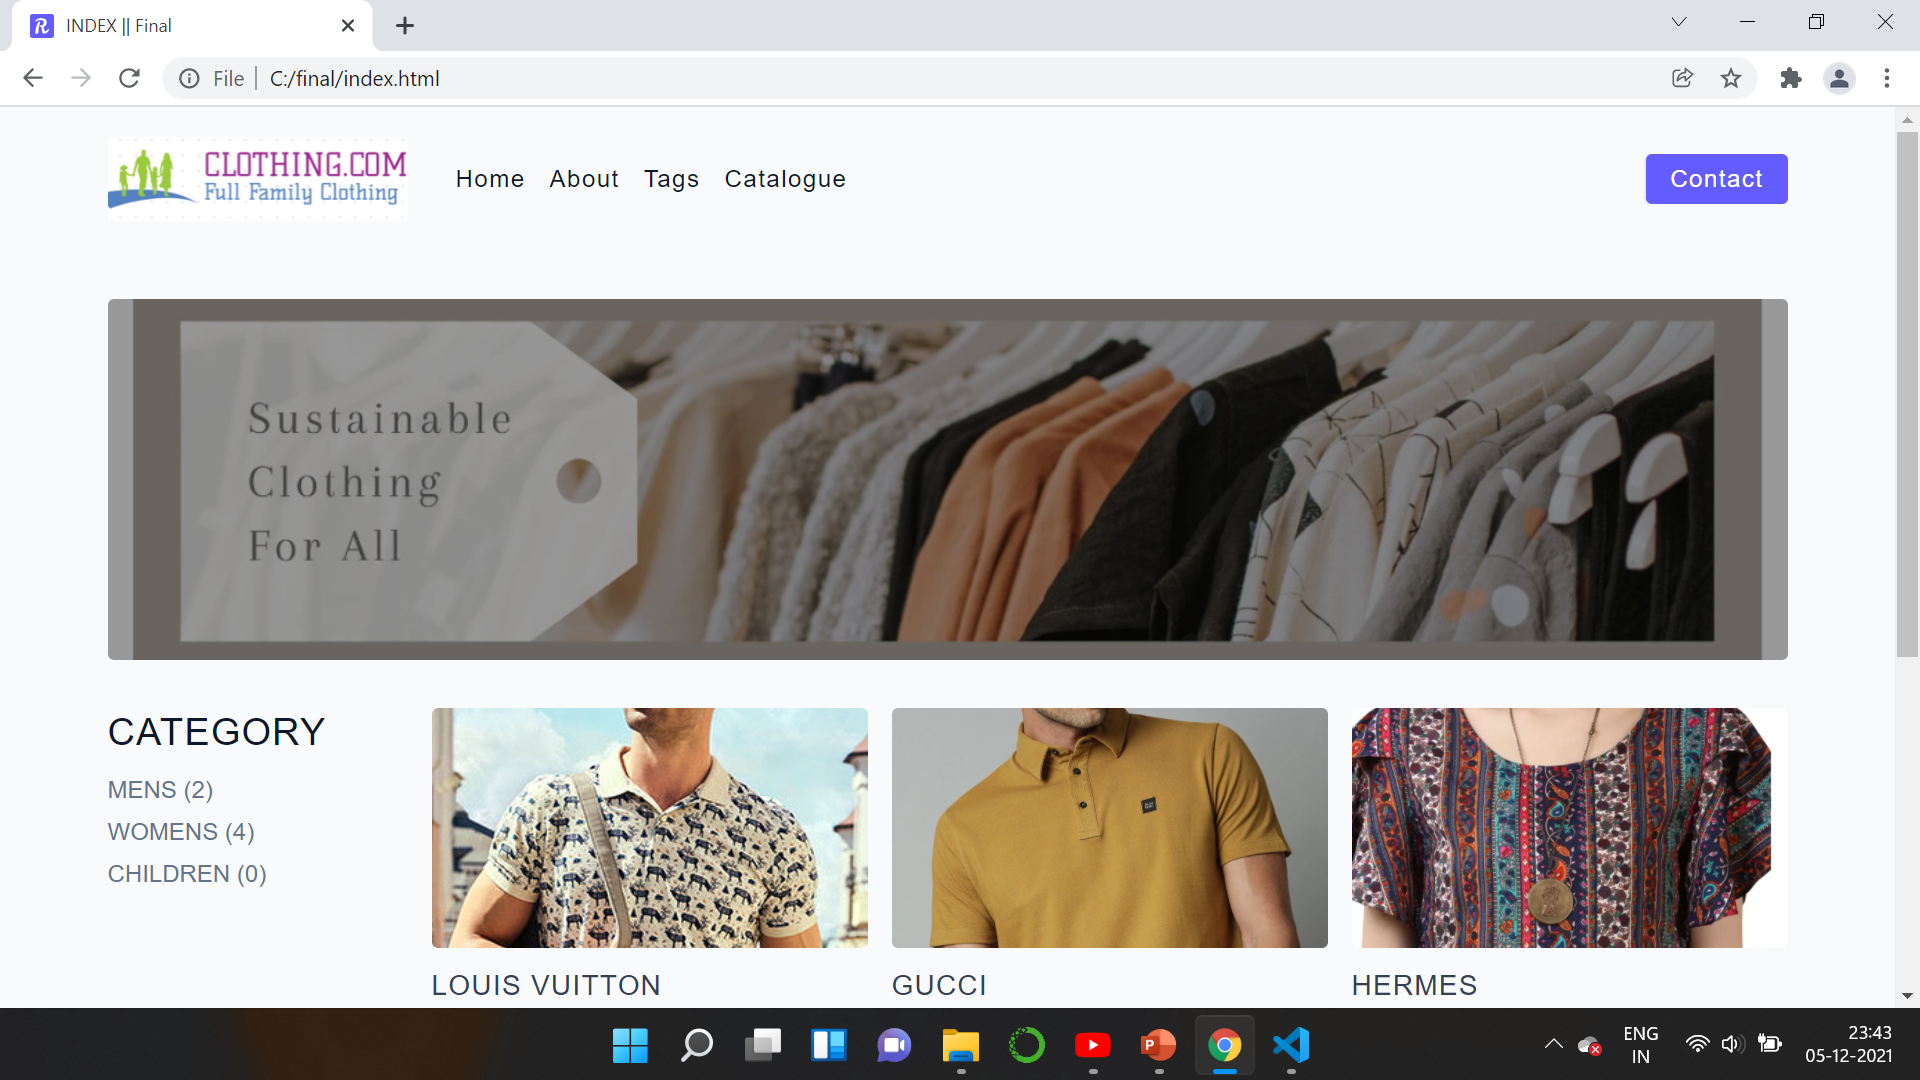 INDEX || Final
File
C:/final/index.html
CLOTHING.COM
Full Family Clothing
Home About Tags Catalogue
Contact
Sustainable
Clothing
For All
CATEGORY
MENS (2)
WOMENS (4)
CHILDREN (0)
LOUIS VUITTON
GUCCI
HERMES
ENG
IN
23:43
05-12-2021